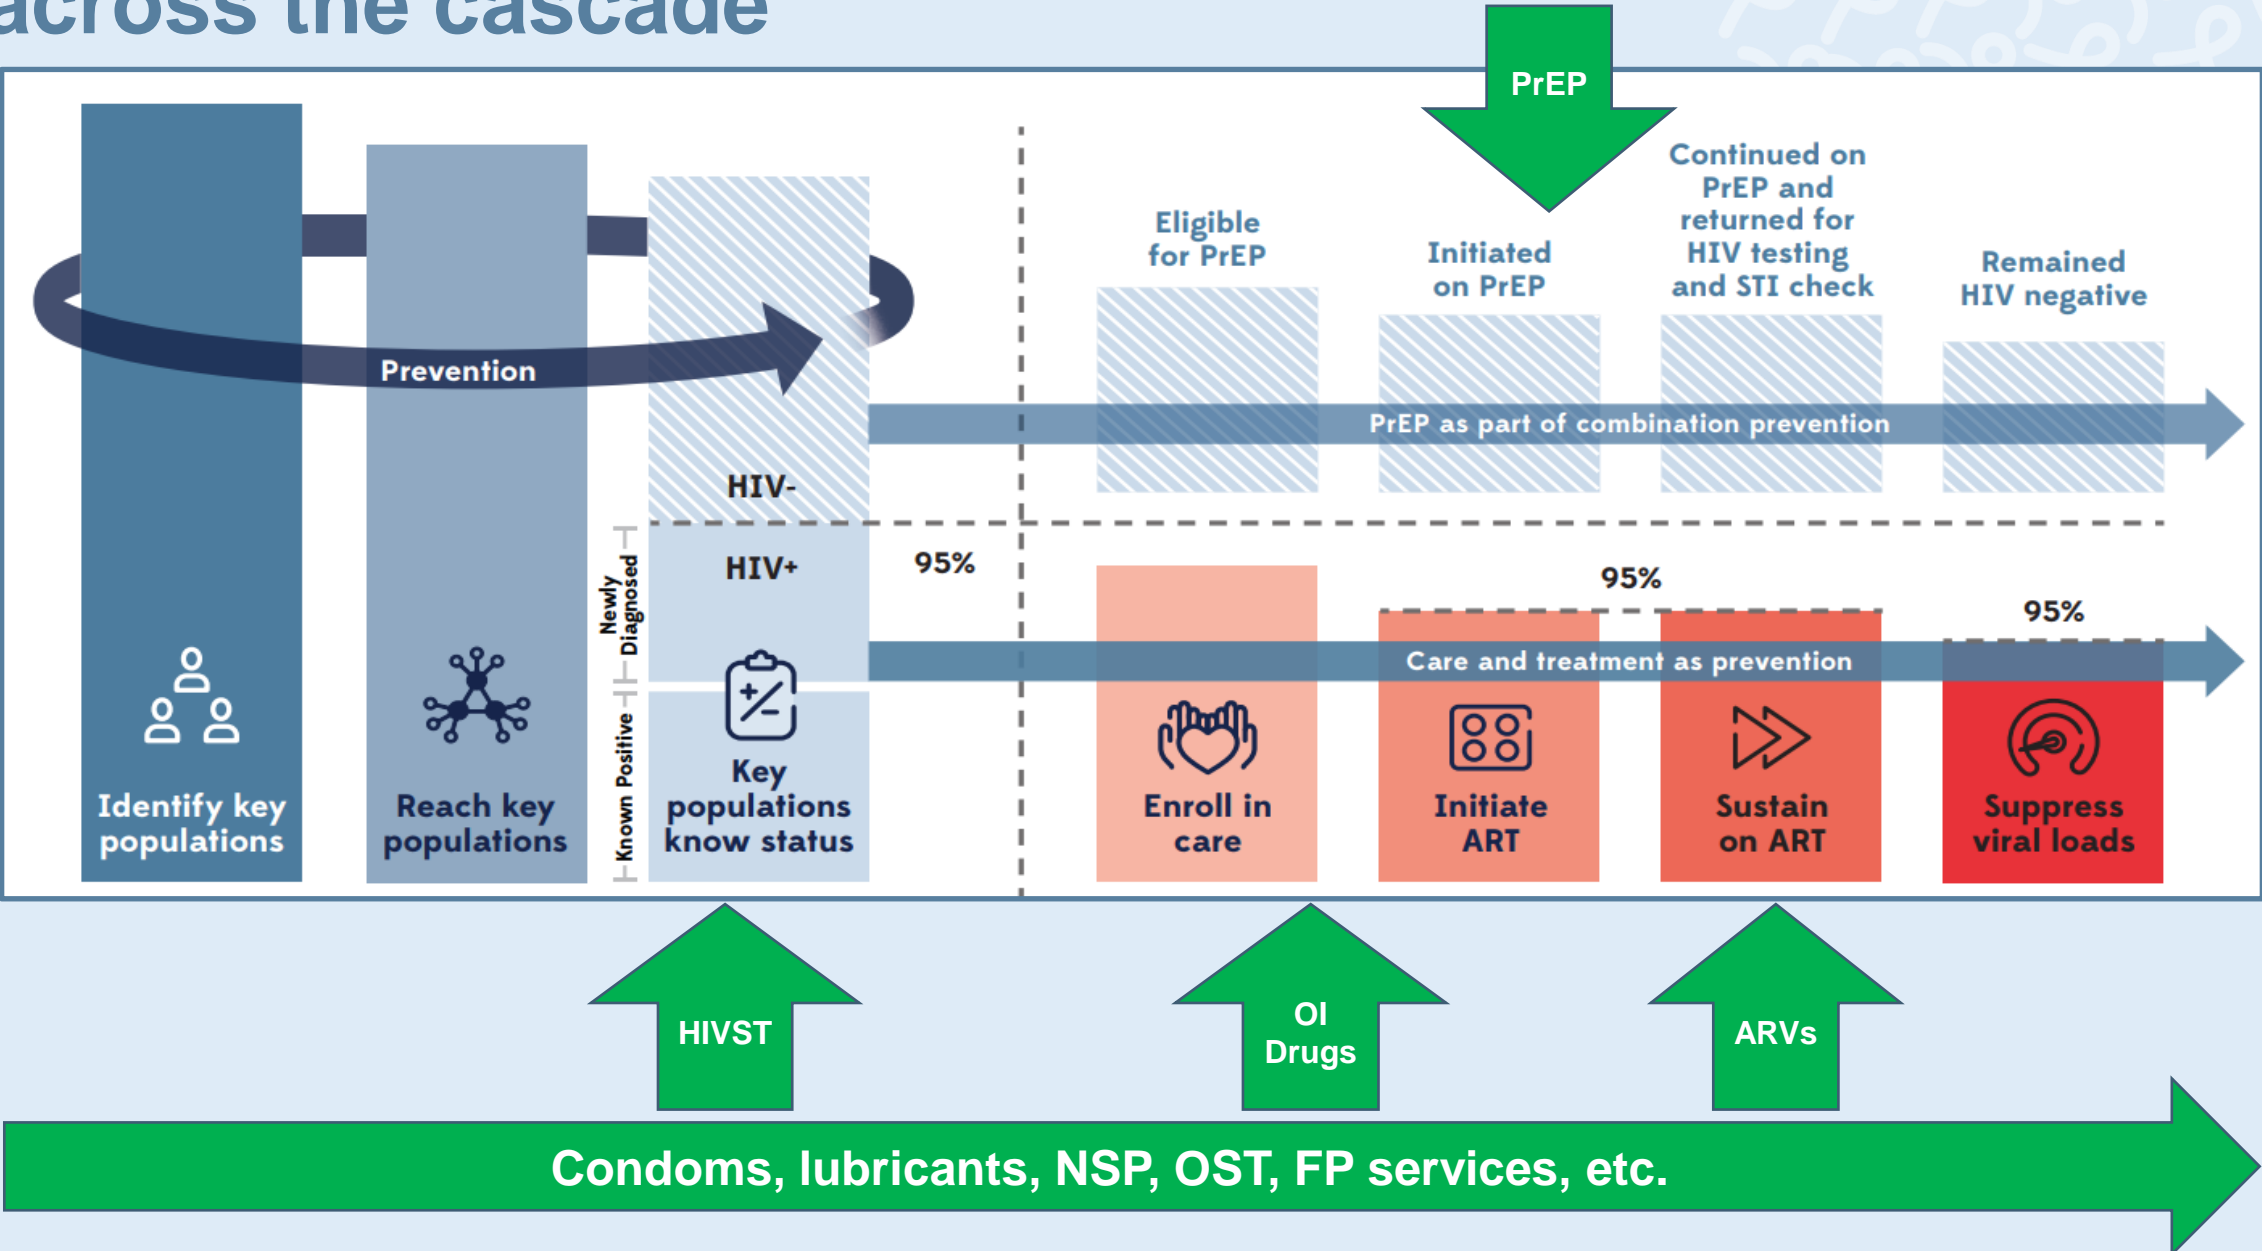 across the cascade
PrEP
Prevention
Eligible
for PrEP
Initiated
on PrEP
Continued on
PrEP and
returned for
HIV testing
and STI check
Remained
HIV negative
PrEP as part of combination prevention
HIV-
HIV+
95%
95%
95%
Newly
Diagnosed
Known Positive
Care and treatment as prevention
Identify key
populations
Reach key
populations
Key
populations
know status
Enroll in
care
Initiate
ART
Sustain
on ART
Suppress
viral loads
HIVST
OI
Drugs
ARVs
Condoms, lubricants, NSP, OST, FP services, etc.